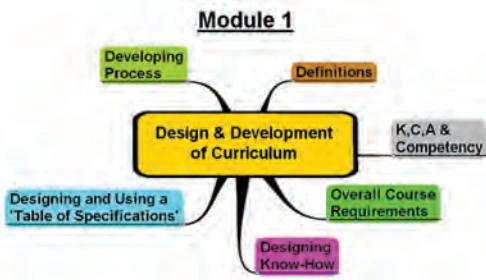 Module 1
Developing
Process
Definitions
Design & Development
of Curriculum
K,C,A &
Competency
Designing and Using a
'Table of Specifications'
Overall Course
Requirements
Designing
Know-How